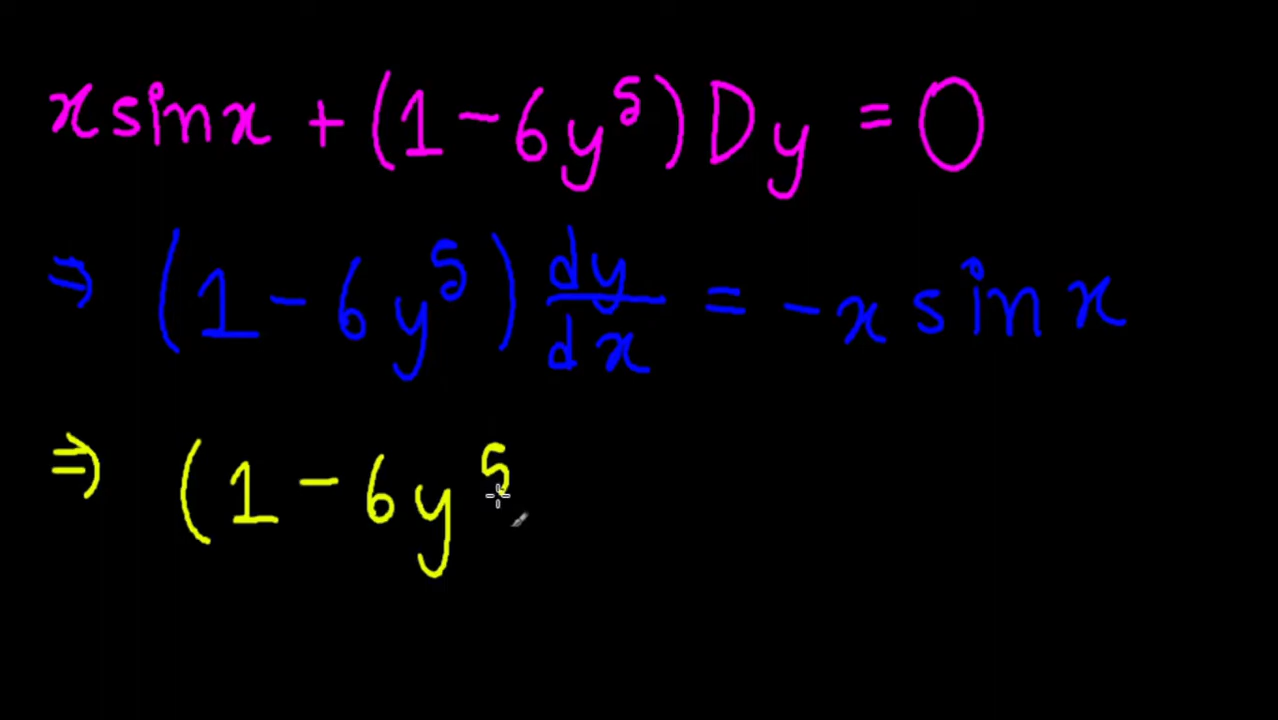 x sin x + (1 - 6y⁵) Dy = 0
⇒ (1 - 6y⁵) dy/dx = -x sin x
⇒ (1 - 6y⁵